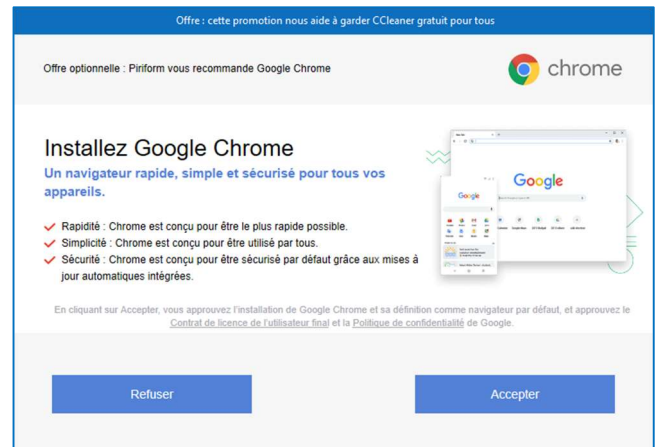 Offre : cette promotion nous aide à garder CCleaner gratuit pour tous
Offre optionnelle : Piriform vous recommande Google Chrome
chrome
Installez Google Chrome
Un navigateur rapide, simple et sécurisé pour tous vos
appareils.
Rapidité : Chrome est conçu pour être le plus rapide possible.
Simplicité : Chrome est conçu pour être utilisé par tous.
Sécurité : Chrome est conçu pour être sécurisé par défaut grâce aux mises à
jour automatiques intégrées.
Google
Google
En cliquant sur Accepter, vous approuvez l'installation de Google Chrome et sa définition comme navigateur par défaut, et approuvez le
Contrat de licence de l'utilisateur final et la Politique de confidentialité de Google.
Refuser
Accepter